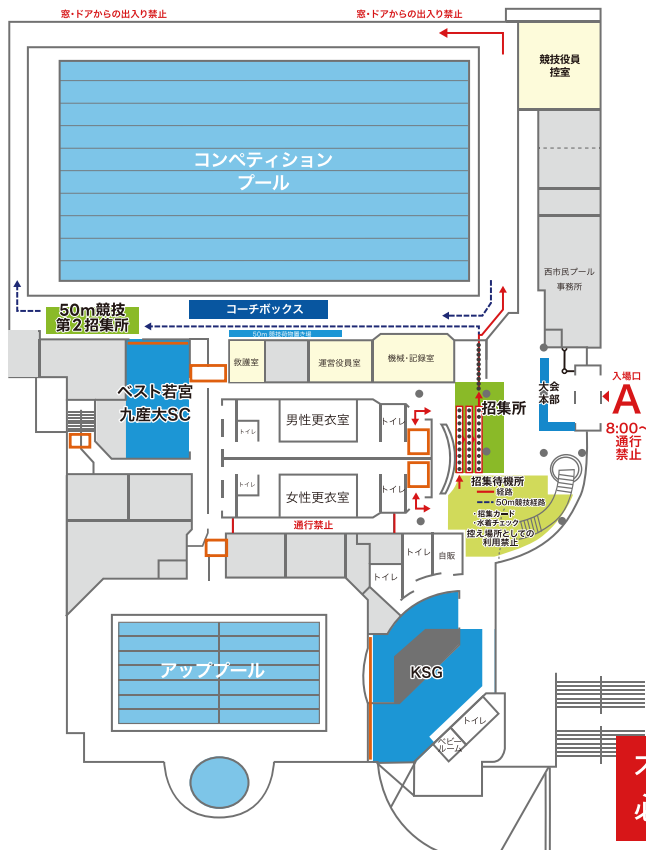 窓・ドアからの出入り禁止
窓・ドアからの出入り禁止
競技役員
控室
コンペティション
プール
西市民プール
事務所
50m競技
第2招集所
コーチボックス
50m 競技荷物置き場
救護室
運営役員室
機械・記録室
ベスト若宮
九産大SC
トイレ
男性更衣室
トイレ
招集所
大会
本部
入場口
A
8:00~
通行
禁止
トイレ
女性更衣室
トイレ
招集待機所
経路
50m競技経路
・招集カード
・水着チェック
控え場所としての
利用禁止
通行禁止
トイレ
自販
トイレ
アッププール
KSG
トイレ
ベビー
ルーム